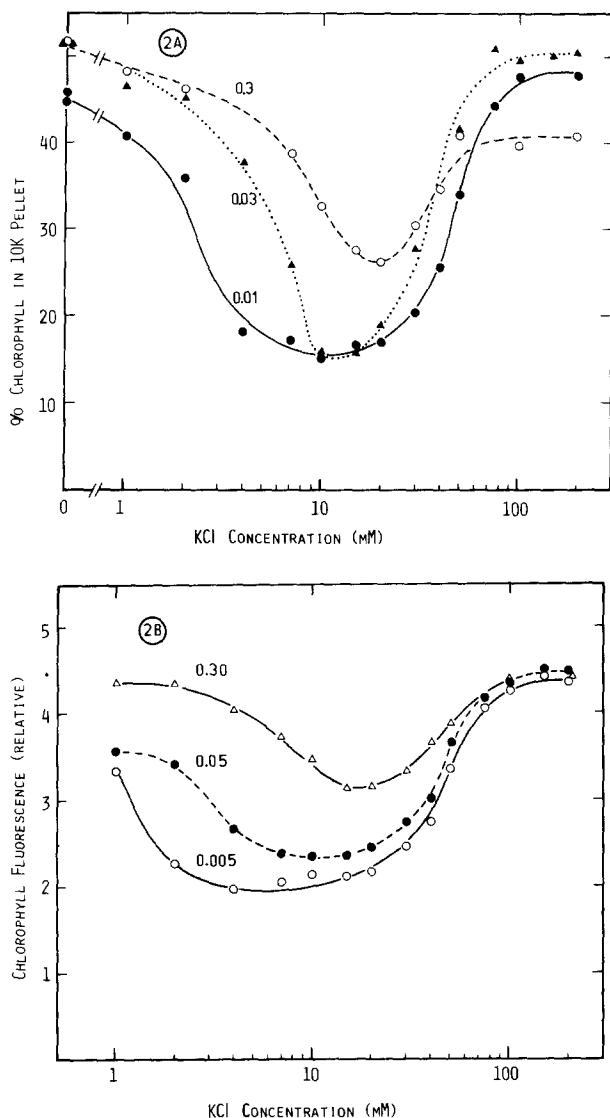 2A
0.3
0.03
0.01
40
30
20
10
% CHLOROPHYLL IN 10K PELLET
0 1 10 100
KCl CONCENTRATION (mM)
2B
5
4
3
2
1
0.30
0.05
0.005
CHLOROPHYLL FLUORESCENCE (RELATIVE)
1 10 100
KCl CONCENTRATION (mM)